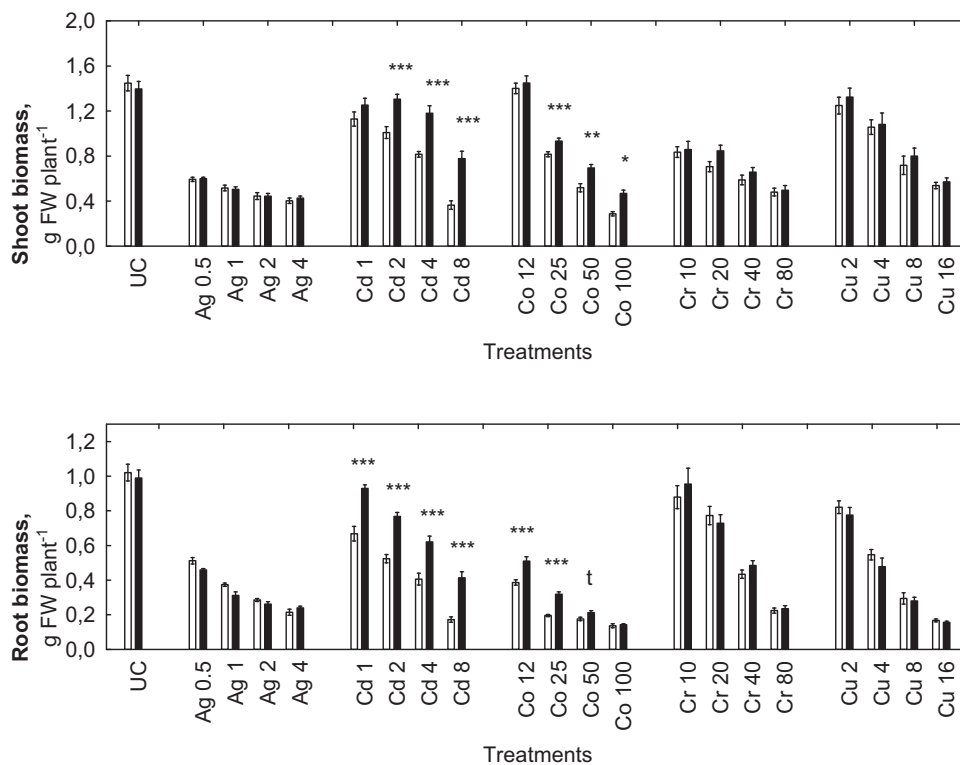 Shoot biomass,
g FW plant⁻¹
2,0
1,6
1,2
0,8
0,4
0,0
*** *** ***
*** ** *
UC
Ag 0.5
Ag 1
Ag 2
Ag 4
Cd 1
Cd 2
Cd 4
Cd 8
Co 12
Co 25
Co 50
Co 100
Cr 10
Cr 20
Cr 40
Cr 80
Cu 2
Cu 4
Cu 8
Cu 16
Treatments
Root biomass,
g FW plant⁻¹
1,2
1,0
0,8
0,6
0,4
0,2
0,0
*** *** *** ***
*** *** t
UC
Ag 0.5
Ag 1
Ag 2
Ag 4
Cd 1
Cd 2
Cd 4
Cd 8
Co 12
Co 25
Co 50
Co 100
Cr 10
Cr 20
Cr 40
Cr 80
Cu 2
Cu 4
Cu 8
Cu 16
Treatments